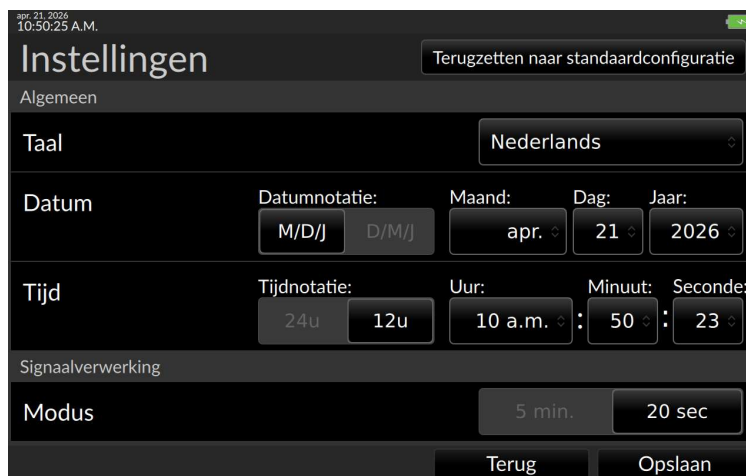 apr. 21, 2026
10:50:25 A.M.
Instellingen
Terugzetten naar standaardconfiguratie
Algemeen
Taal
Nederlands
Datum
Datumnotatie:
Maand:
Dag:
Jaar:
M/D/J
D/M/J
apr.
21
2026
Tijd
Tijdnotatie:
Uur:
Minuut:
Seconde:
24u
12u
10 a.m.
:
50
:
23
Signaalverwerking
Modus
5 min.
20 sec
Terug
Opslaan